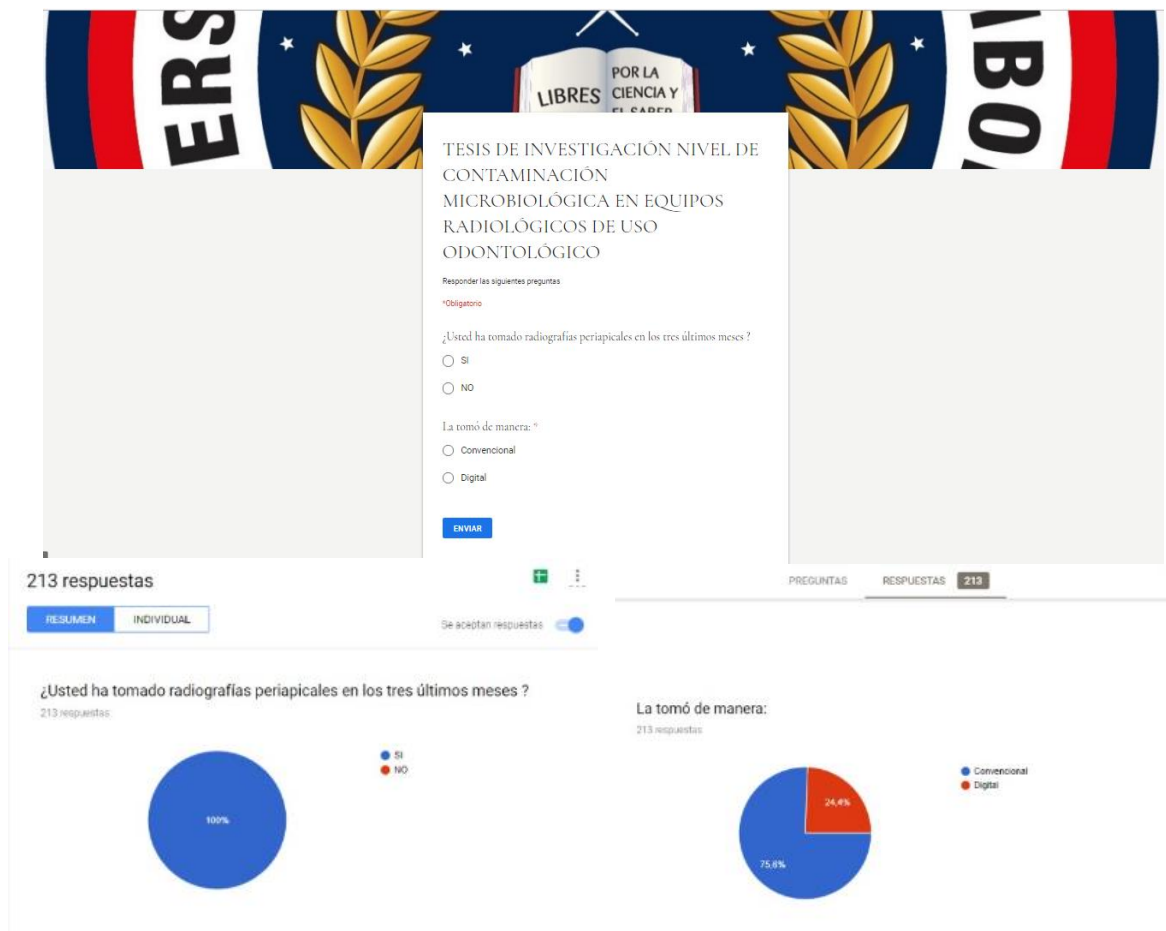 ERS
LIBRES
POR LA
CIENCIA Y
EL SABER
ABO
TESIS DE INVESTIGACIÓN NIVEL DE
CONTAMINACIÓN
MICROBIOLÓGICA EN EQUIPOS
RADIOLÓGICOS DE USO
ODONTOLÓGICO
Responder las siguientes preguntas
*Obligatorio
¿Usted ha tomado radiografías periapicales en los tres últimos meses ?
SI
NO
La tomó de manera: *
Convencional
Digital
ENVIAR
213 respuestas
RESUMEN INDIVIDUAL
Se aceptan respuestas
¿Usted ha tomado radiografías periapicales en los tres últimos meses ?
213 respuestas
SI
NO
100%
PREGUNTAS RESPUESTAS 213
La tomó de manera:
213 respuestas
Convencional
Digital
24,4%
75,6%